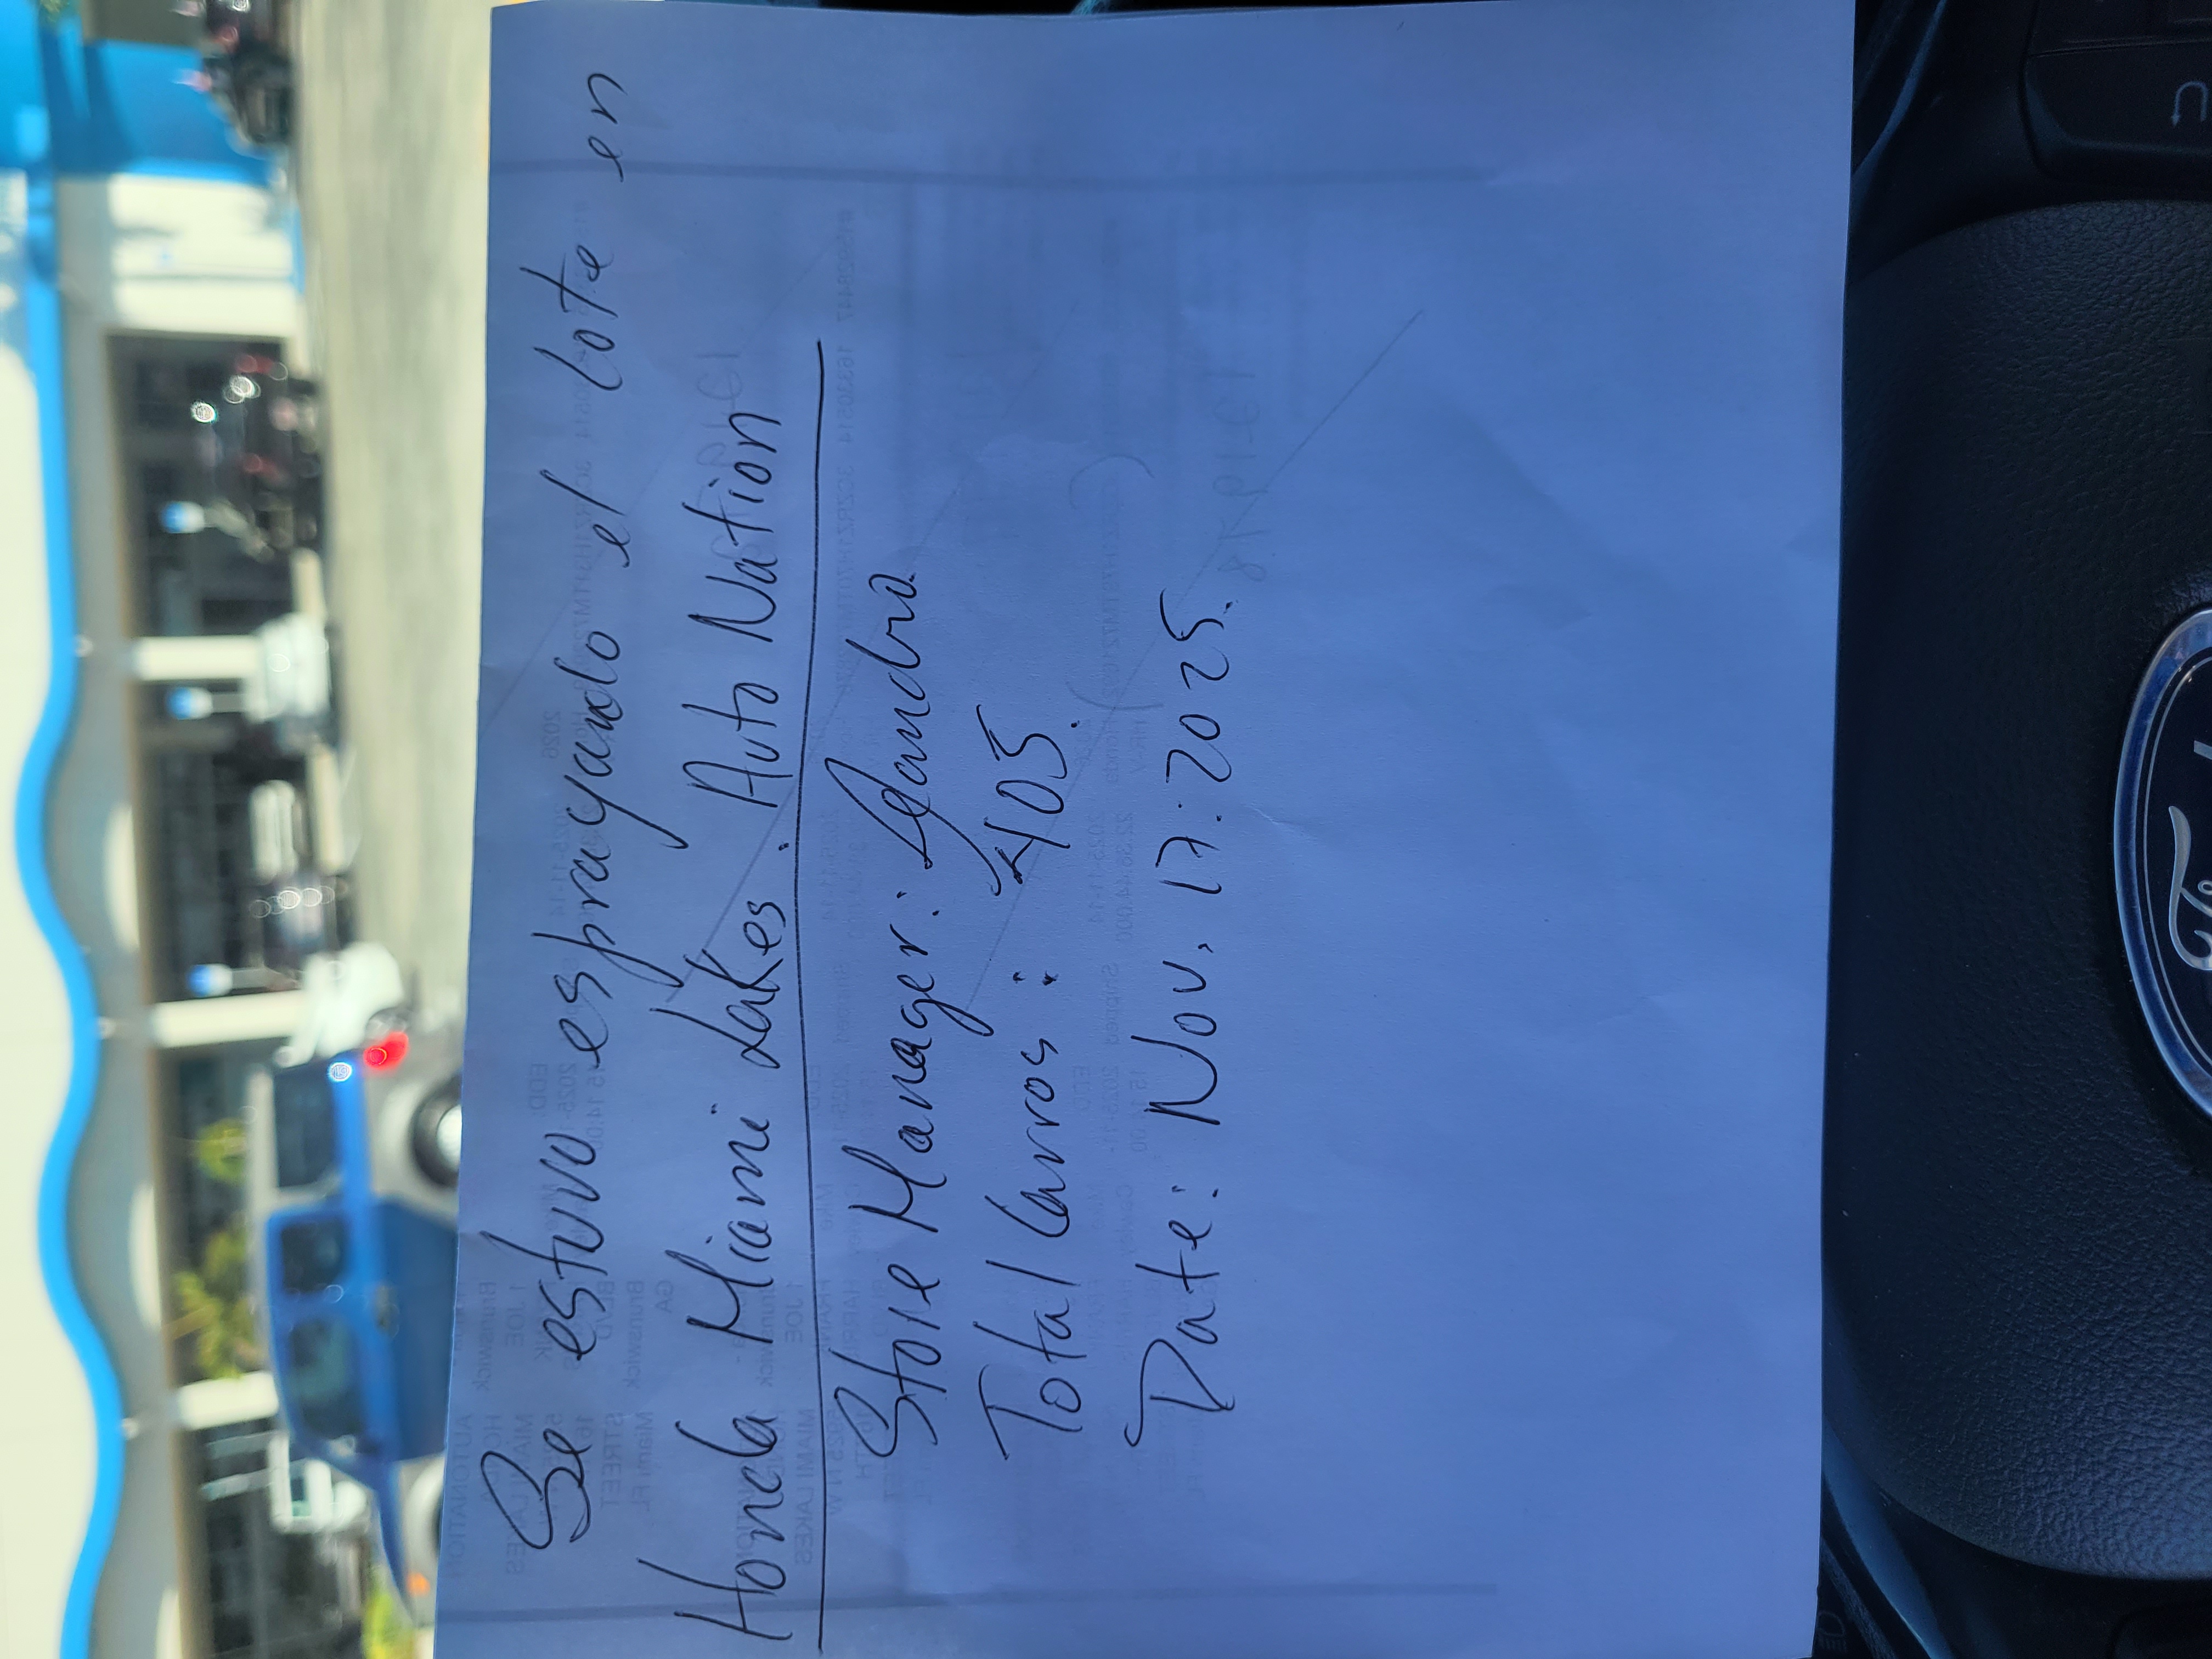 Se estuvo esprayando el Lote en
Honda Miami Lakes. Auto Nation
Store Manager: Sandro.
Total Carros: 405.
Date: Nov. 17. 2025.